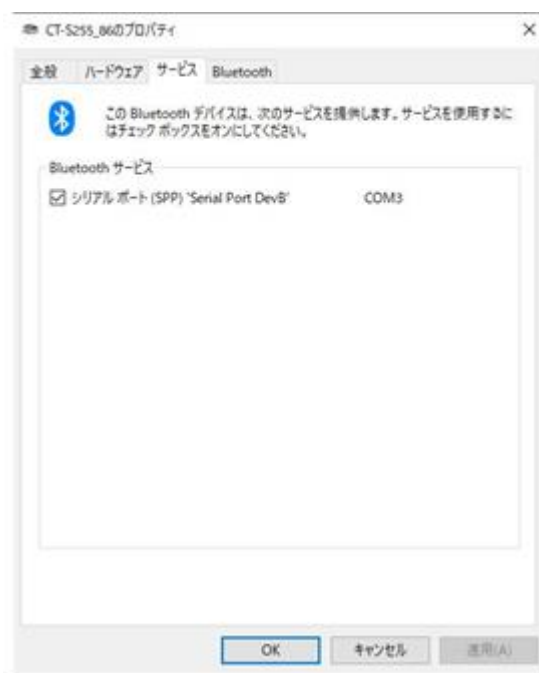 CT-S255_86のプロパティ
全般 ハードウェア サービス Bluetooth
この Bluetooth デバイスは、次のサービスを提供します。サービスを使用するに
はチェック ボックスをオンにしてください。
Bluetooth サービス
シリアル ポート (SPP) 'Serial Port DevB' COM3
OK キャンセル 適用(A)